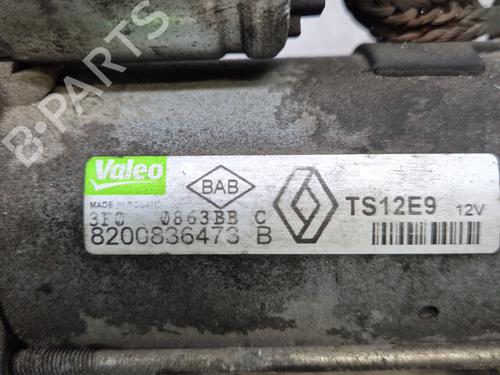 B-PARTS
Valeo
BAB
MADE IN POLAND
TS12E9 12V
3F0 0863BB C
8200836473 B